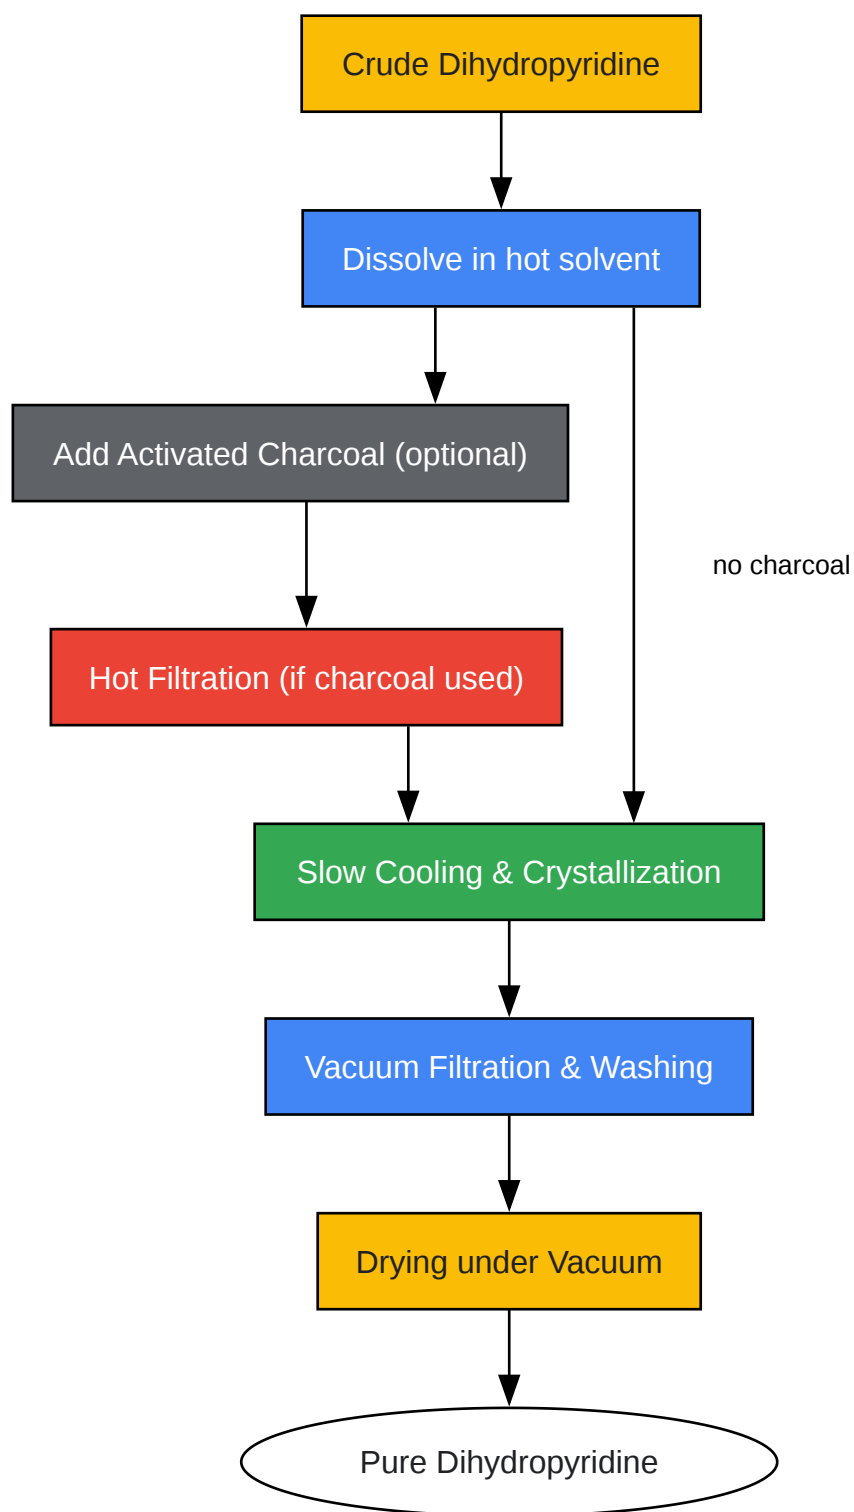 Crude Dihydropyridine
Dissolve in hot solvent
Add Activated Charcoal (optional)
no charcoal
Hot Filtration (if charcoal used)
Slow Cooling & Crystallization
Vacuum Filtration & Washing
Drying under Vacuum
Pure Dihydropyridine